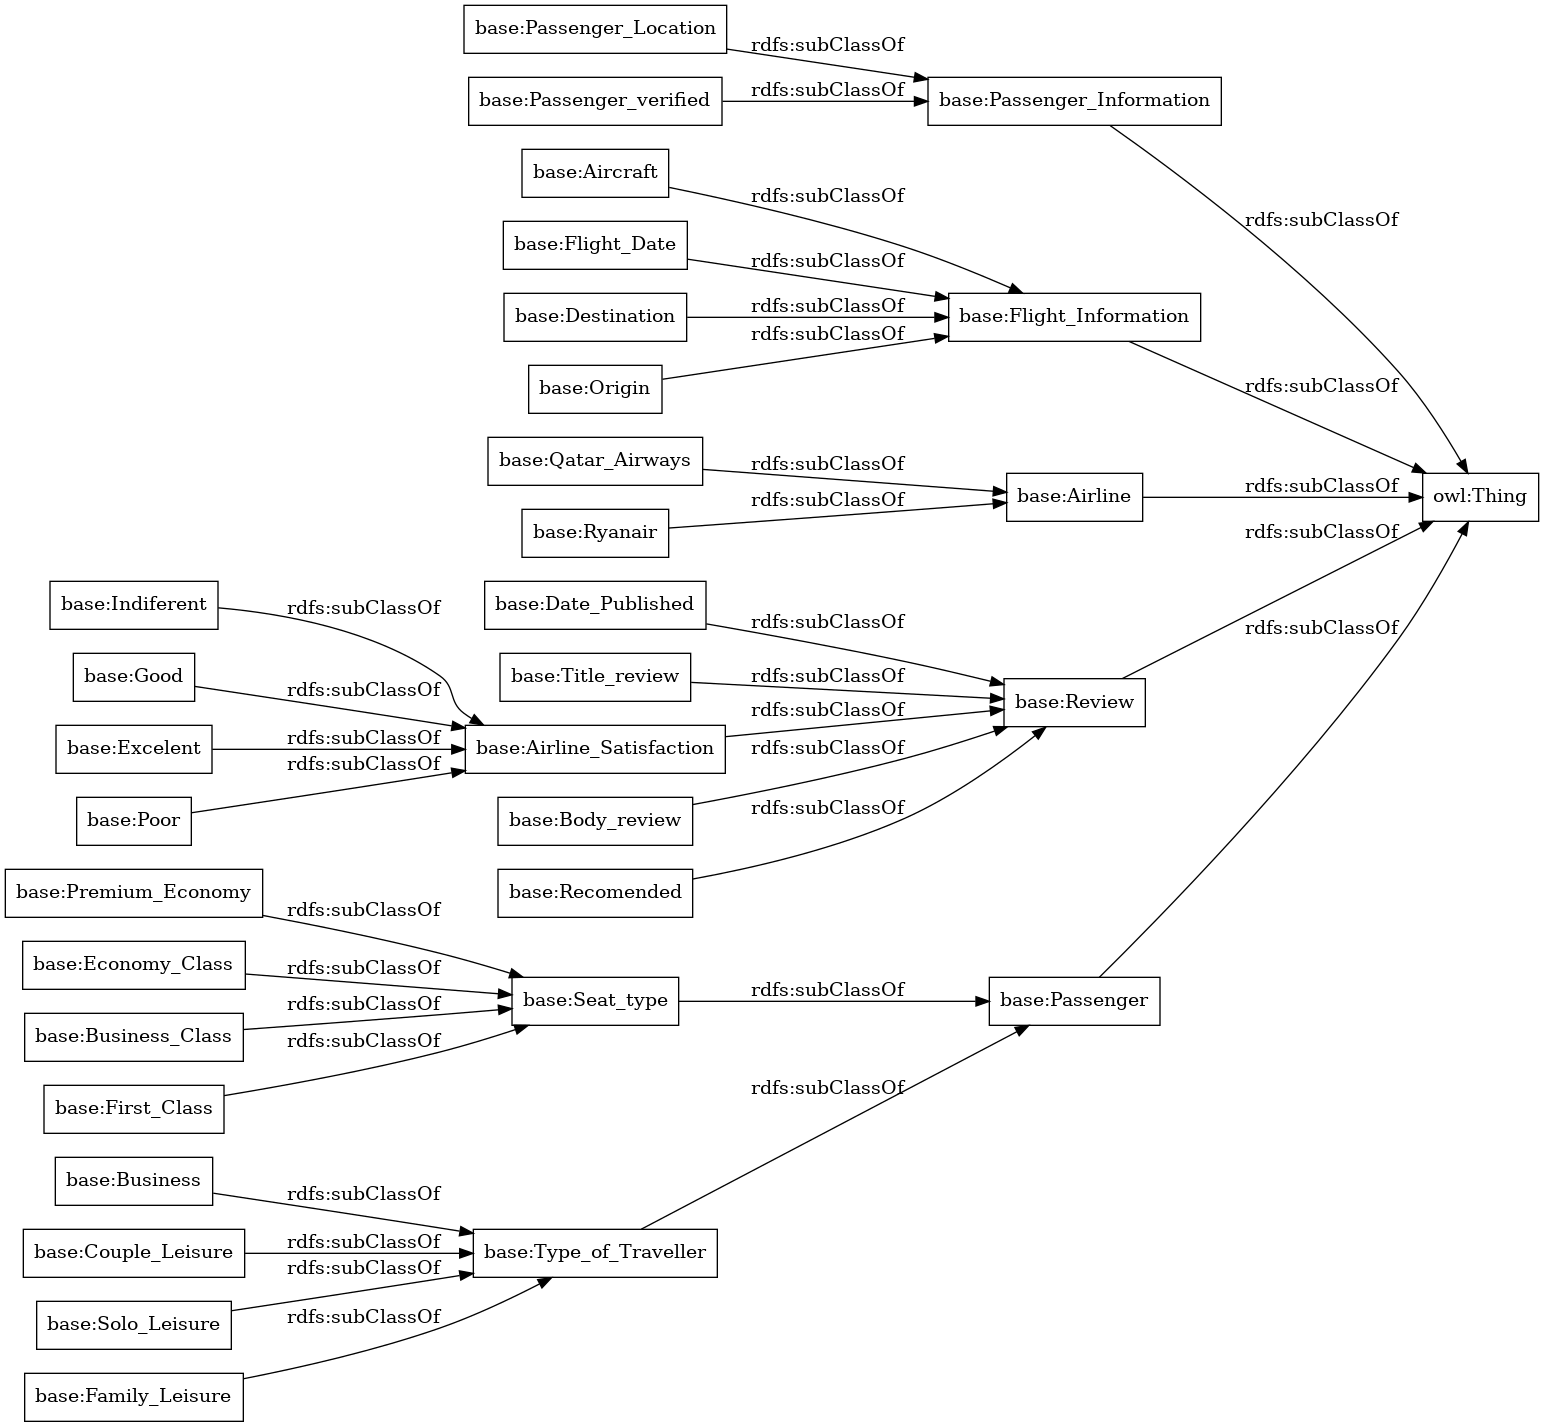 base:Passenger_Location
rdfs:subClassOf
base:Passenger_verified
rdfs:subClassOf
base:Passenger_Information
base:Aircraft
rdfs:subClassOf
rdfs:subClassOf
base:Flight_Date
rdfs:subClassOf
base:Destination
rdfs:subClassOf
base:Flight_Information
rdfs:subClassOf
base:Origin
rdfs:subClassOf
base:Qatar_Airways
rdfs:subClassOf
base:Airline
rdfs:subClassOf
owl:Thing
base:Ryanair
rdfs:subClassOf
rdfs:subClassOf
base:Indiferent
rdfs:subClassOf
base:Date_Published
rdfs:subClassOf
rdfs:subClassOf
base:Good
rdfs:subClassOf
base:Title_review
rdfs:subClassOf
base:Review
base:Excelent
rdfs:subClassOf
base:Airline_Satisfaction
rdfs:subClassOf
rdfs:subClassOf
base:Poor
rdfs:subClassOf
base:Body_review
rdfs:subClassOf
base:Premium_Economy
rdfs:subClassOf
base:Recomended
base:Economy_Class
rdfs:subClassOf
base:Seat_type
rdfs:subClassOf
base:Passenger
base:Business_Class
rdfs:subClassOf
rdfs:subClassOf
base:First_Class
rdfs:subClassOf
base:Business
rdfs:subClassOf
base:Couple_Leisure
rdfs:subClassOf
base:Type_of_Traveller
rdfs:subClassOf
base:Solo_Leisure
rdfs:subClassOf
base:Family_Leisure